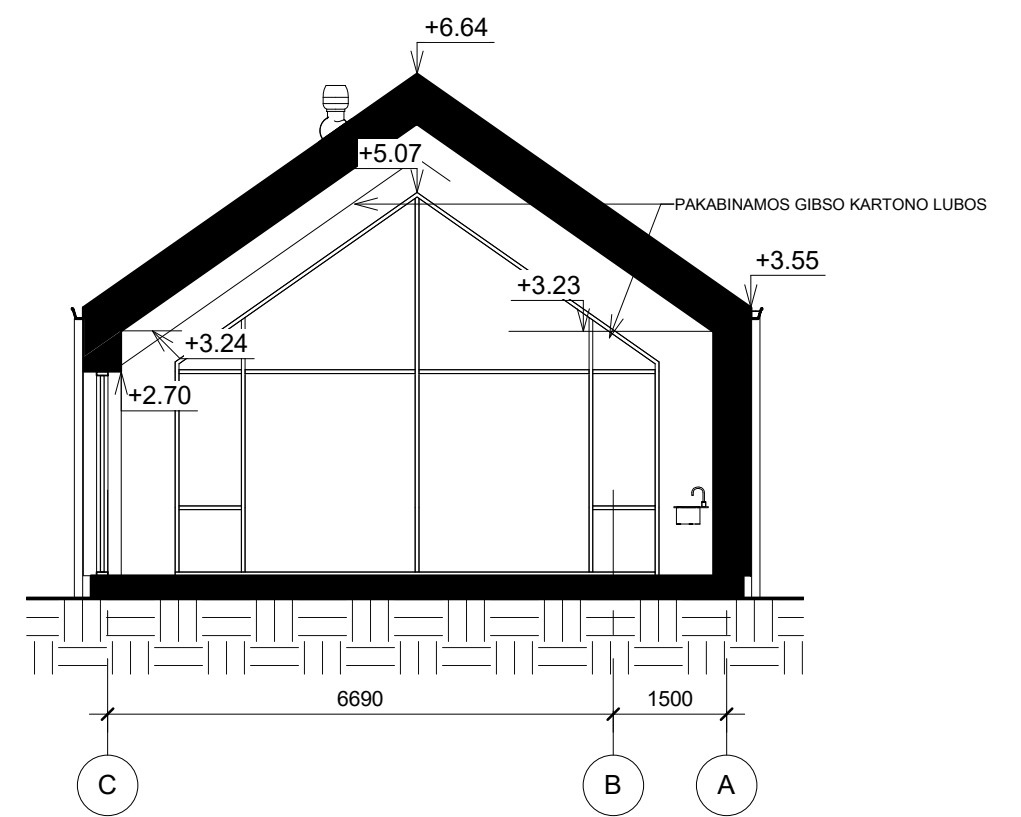 +6.64
+5.07
PAKABINAMOS GIBSO KARTONO LUBOS
+3.55
+3.23
+3.24
+2.70
6690
1500
C
B
A